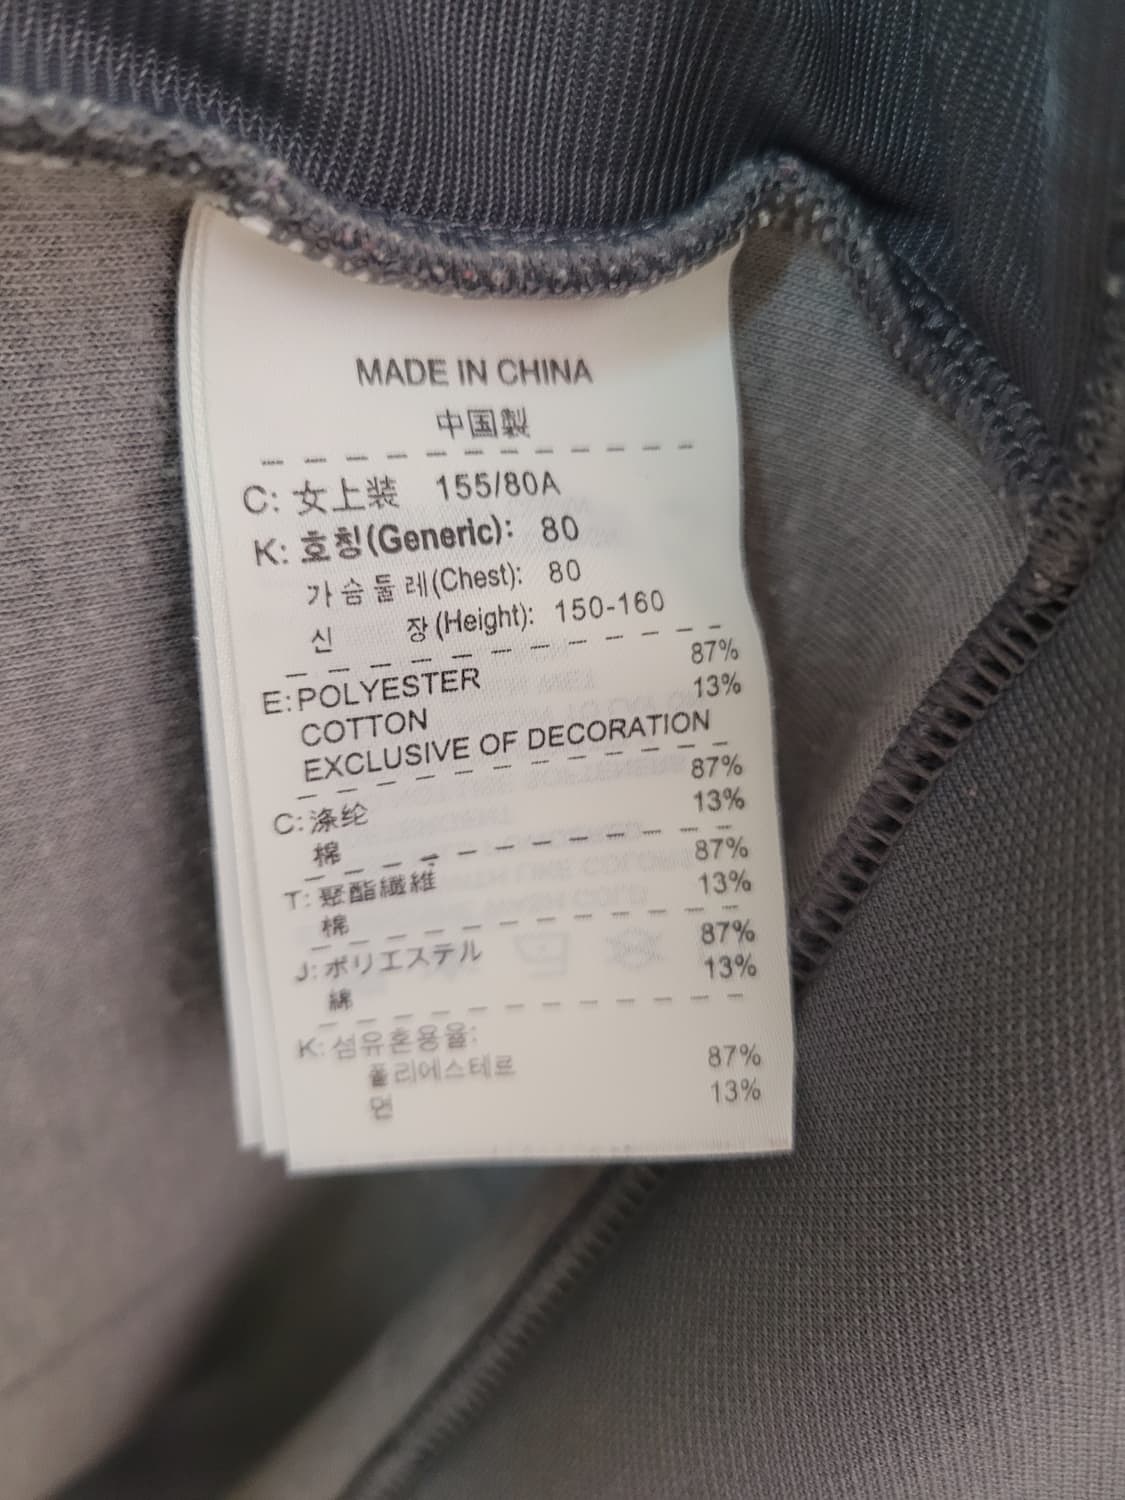 MADE IN CHINA
中国製
C: 女上装 155/80A
K: 호칭(Generic): 80
가슴둘레(Chest): 80
신 장(Height): 150-160
E: POLYESTER 87%
COTTON 13%
EXCLUSIVE OF DECORATION
C: 涤纶 87%
棉 13%
T: 聚酯纖維 87%
棉 13%
J: ポリエステル 87%
綿 13%
K: 섬유혼용율:
폴리에스테르 87%
면 13%